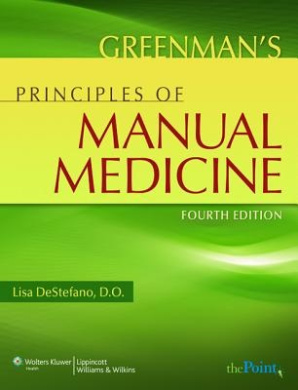 GREENMAN'S
PRINCIPLES OF
MANUAL
MEDICINE
FOURTH EDITION
Lisa DeStefano, D.O.
Wolters Kluwer
Health
Lippincott
Williams & Wilkins
thePoint